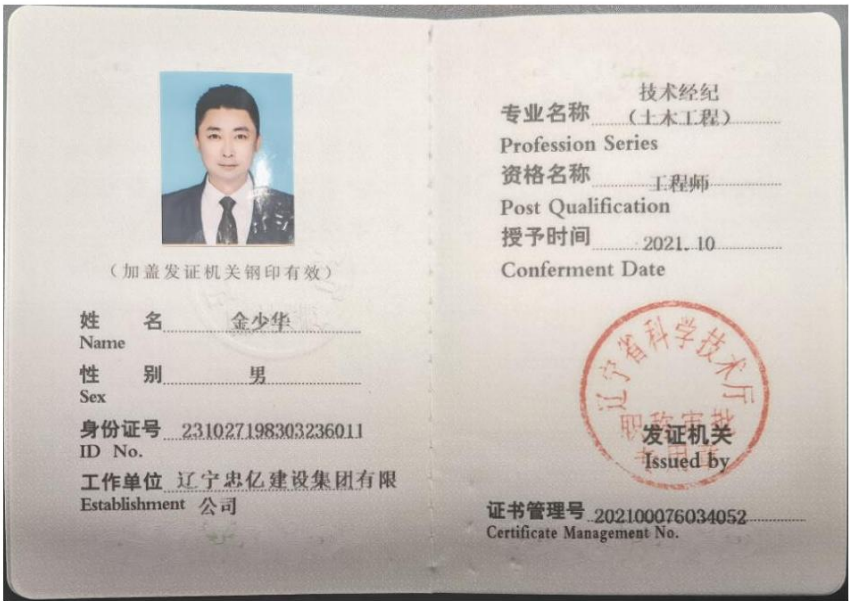 (加盖发证机关钢印有效)
姓 名 金少华
Name
性 别 男
Sex
身份证号 231027198303236011
ID No.
工作单位 辽宁忠亿建设集团有限
Establishment 公司
技术经纪
专业名称 (土木工程)
Profession Series
资格名称 工程师
Post Qualification
授予时间 2021.10
Conferment Date
辽宁省科学技术厅
职称审批
专用章
发证机关
Issued by
证书管理号 202100076034052
Certificate Management No.